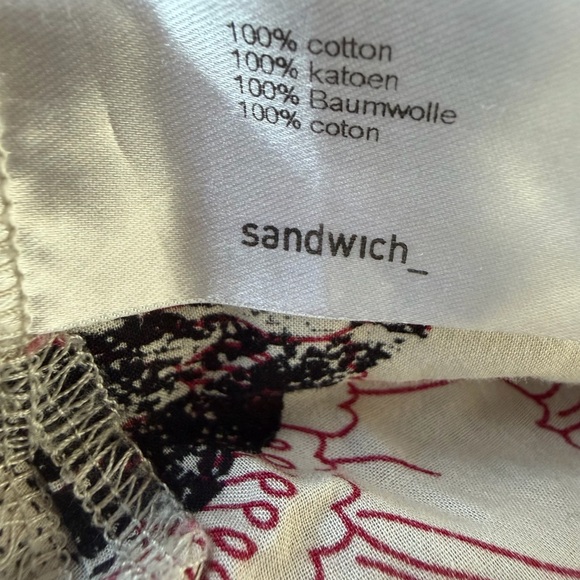 100% cotton
100% katoen
100% Baumwolle
100% coton
sandwich_